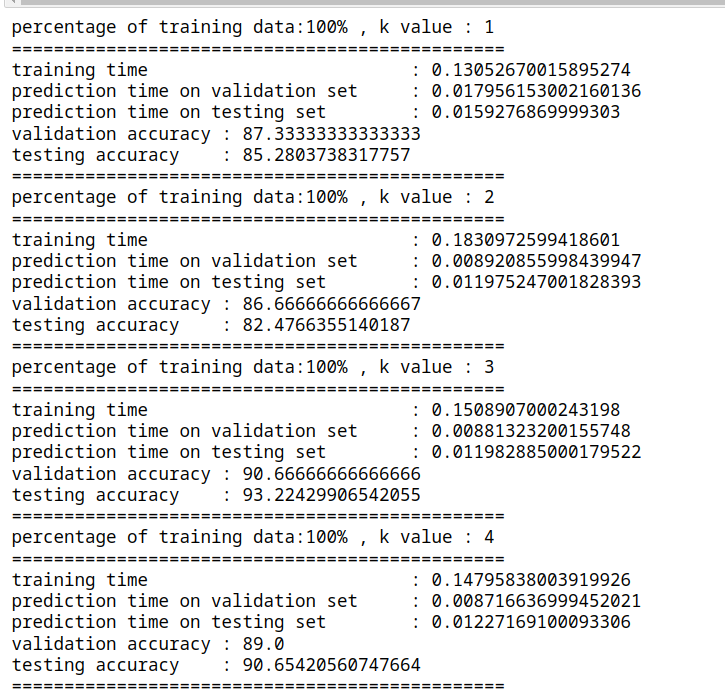 percentage of training data:100% , k value : 1
===============================================
training time                         : 0.13052670015895274
prediction time on validation set     : 0.017956153002160136
prediction time on testing set        : 0.0159276869999303
validation accuracy : 87.33333333333333
testing accuracy    : 85.2803738317757
===============================================
percentage of training data:100% , k value : 2
===============================================
training time                         : 0.1830972599418601
prediction time on validation set     : 0.008920855998439947
prediction time on testing set        : 0.011975247001828393
validation accuracy : 86.66666666666667
testing accuracy    : 82.4766355140187
===============================================
percentage of training data:100% , k value : 3
===============================================
training time                         : 0.1508907000243198
prediction time on validation set     : 0.00881323200155748
prediction time on testing set        : 0.011982885000179522
validation accuracy : 90.66666666666666
testing accuracy    : 93.22429906542055
===============================================
percentage of training data:100% , k value : 4
===============================================
training time                         : 0.14795838003919926
prediction time on validation set     : 0.008716636999452021
prediction time on testing set        : 0.01227169100093306
validation accuracy : 89.0
testing accuracy    : 90.65420560747664
===============================================